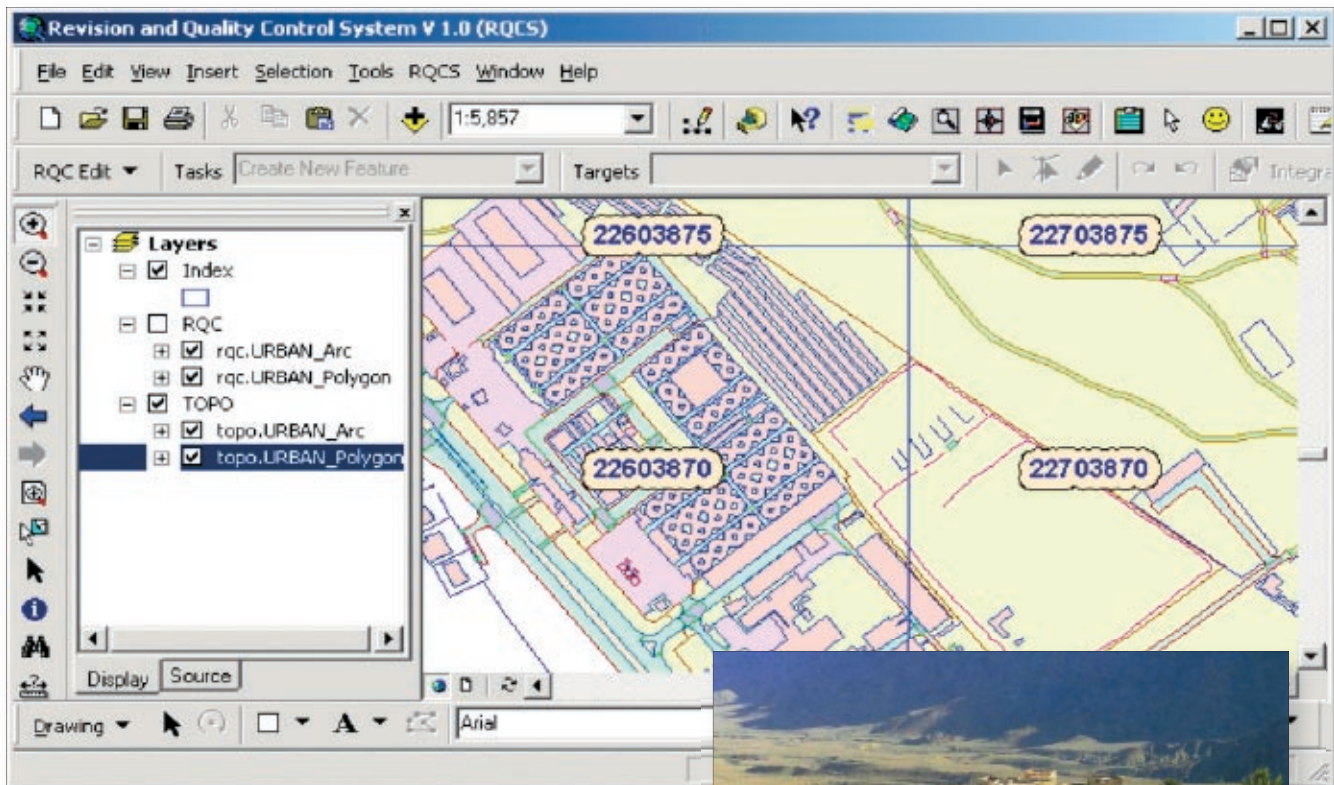 Revision and Quality Control System V 1.0 (RQCS)
File Edit View Insert Selection Tools RQCS Window Help
1:5,857
RQC Edit Tasks Create New Feature Targets Integra
Layers
Index
RQC
rqc.URBAN_Arc
rqc.URBAN_Polygon
TOPO
topo.URBAN_Arc
topo.URBAN_Polygon
Display Source
22603875 22703875
22603870 22703870
Drawing A Arial